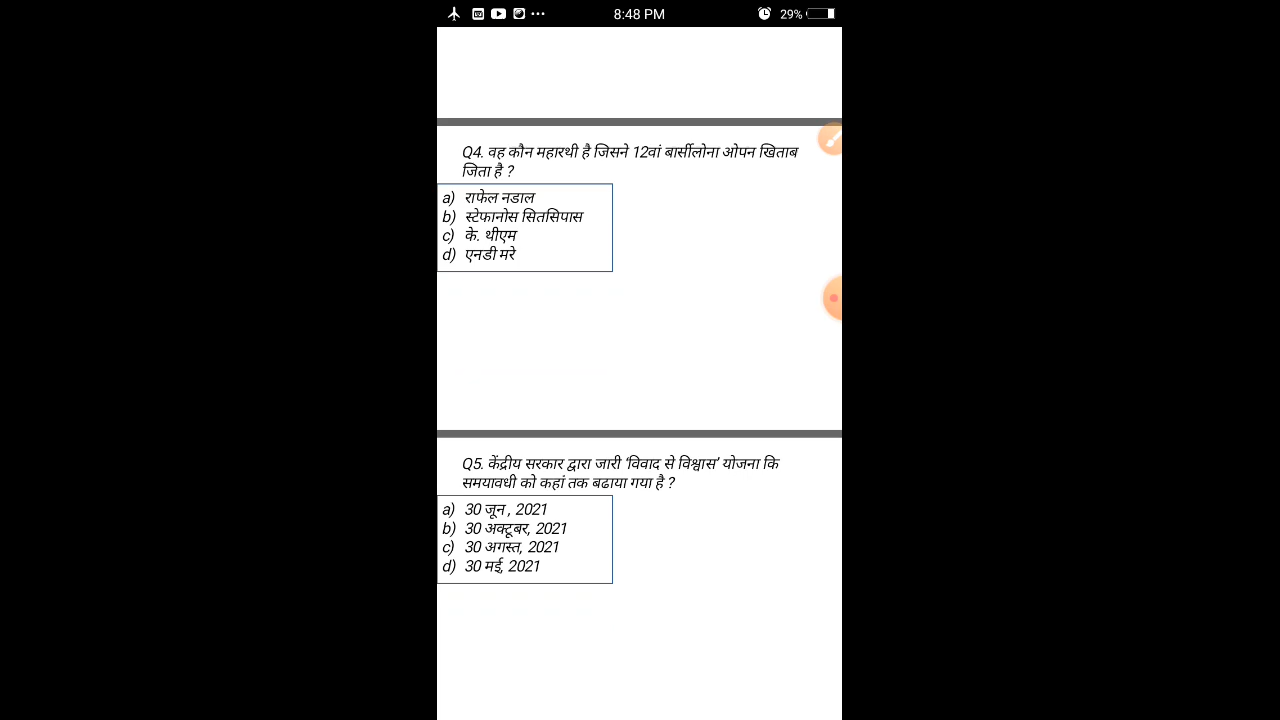 8:48 PM
29%
Q4. वह कौन महारथी है जिसने 12वां बार्सीलोना ओपन खिताब
जिता है ?
a) राफेल नडाल
b) स्टेफानोस सितसिपास
c) के. थीएम
d) एनडी मरे
Q5. केंद्रीय सरकार द्वारा जारी ‘विवाद से विश्वास’ योजना कि
समयावधी को कहां तक बढाया गया है ?
a) 30 जून , 2021
b) 30 अक्टूबर, 2021
c) 30 अगस्त, 2021
d) 30 मई, 2021